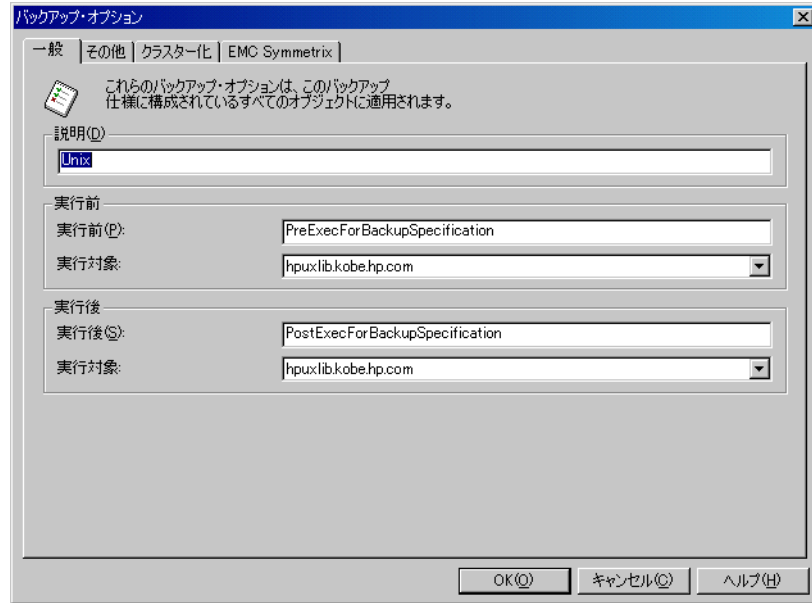 バックアップ・オプション
一般 その他 クラスター化 EMC Symmetrix
これらのバックアップ・オプションは、このバックアップ
仕様に構成されているすべてのオブジェクトに適用されます。
説明(D)
Unix
実行前
実行前(P): PreExecForBackupSpecification
実行対象: hpuxlib.kobe.hp.com
実行後
実行後(S): PostExecForBackupSpecification
実行対象: hpuxlib.kobe.hp.com
OK(O) キャンセル(C) ヘルプ(H)